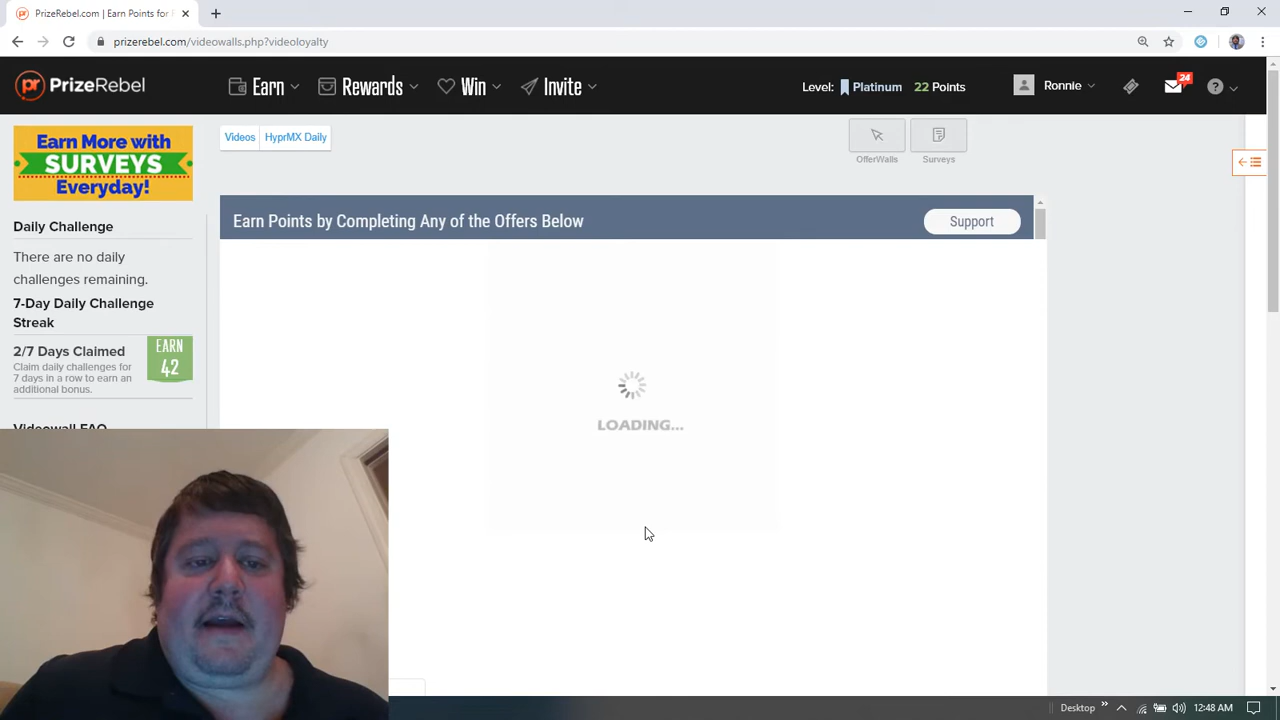 PrizeRebel.com | Earn Points for
prizerebel.com/videowalls.php?videoloyalty
pr PrizeRebel
Earn
Rewards
Win
Invite
Level: Platinum 22 Points
Ronnie
24
?
Earn More with
SURVEYS
Everyday!
Videos
HyprMX Daily
OfferWalls
Surveys
Daily Challenge
There are no daily
challenges remaining.
7-Day Daily Challenge
Streak
2/7 Days Claimed
Claim daily challenges for
7 days in a row to earn an
additional bonus.
EARN
42
Videowall FAQ
Earn Points by Completing Any of the Offers Below
Support
LOADING...
Desktop
12:48 AM